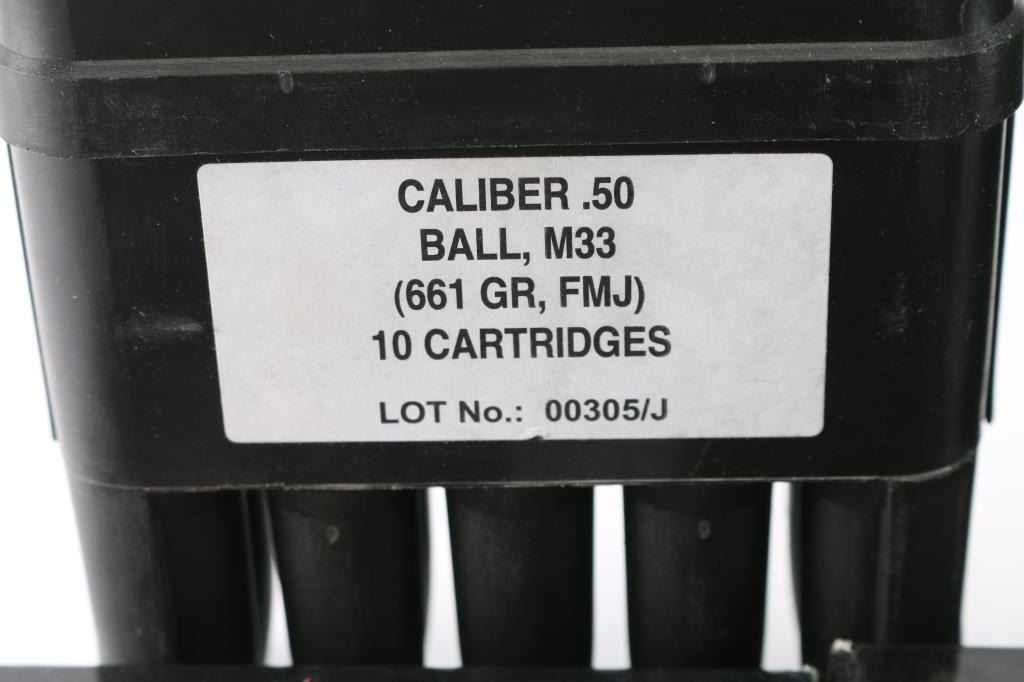 CALIBER .50
BALL, M33
(661 GR, FMJ)
10 CARTRIDGES
LOT No.: 00305/J